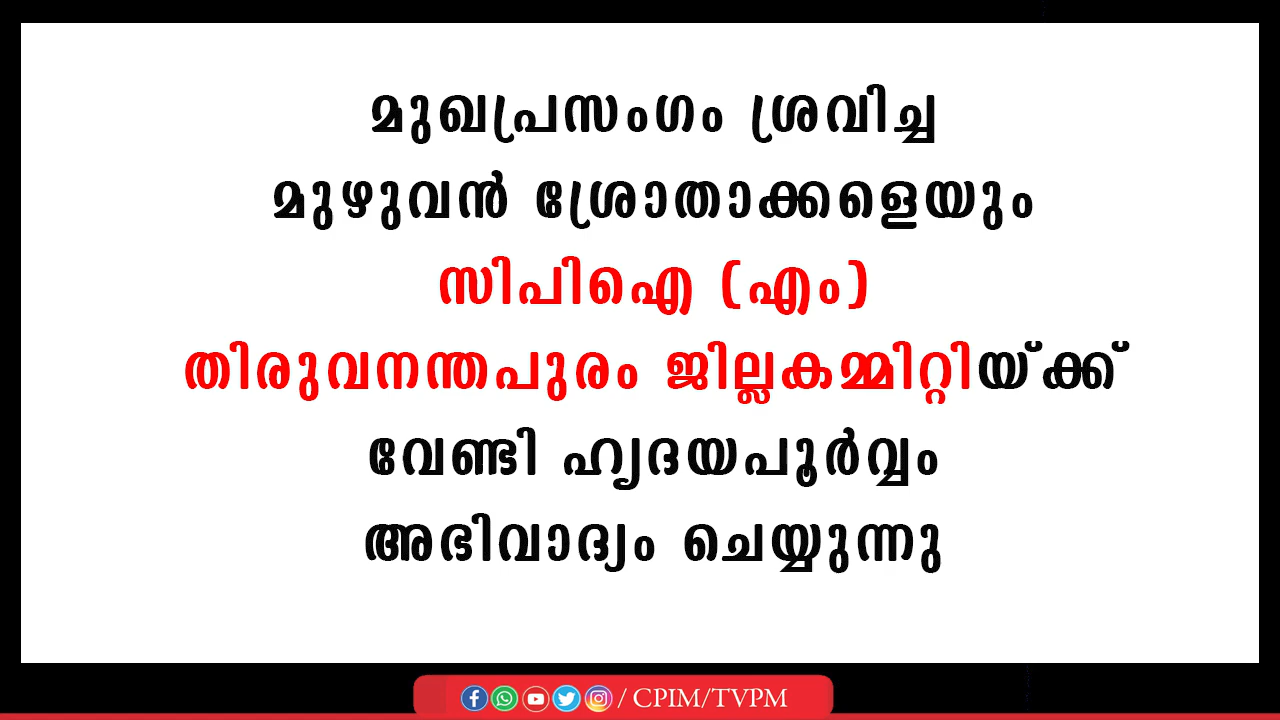 മുഖപ്രസംഗം ശ്രവിച്ച
മുഴുവൻ ശ്രോതാക്കളെയും
സിപിഐ (എം)
തിരുവനന്തപുരം ജില്ലകമ്മിറ്റിയ്ക്ക്
വേണ്ടി ഹൃദയപൂർവ്വം
അഭിവാദ്യം ചെയ്യുന്നു
/ CPIM/TVPM